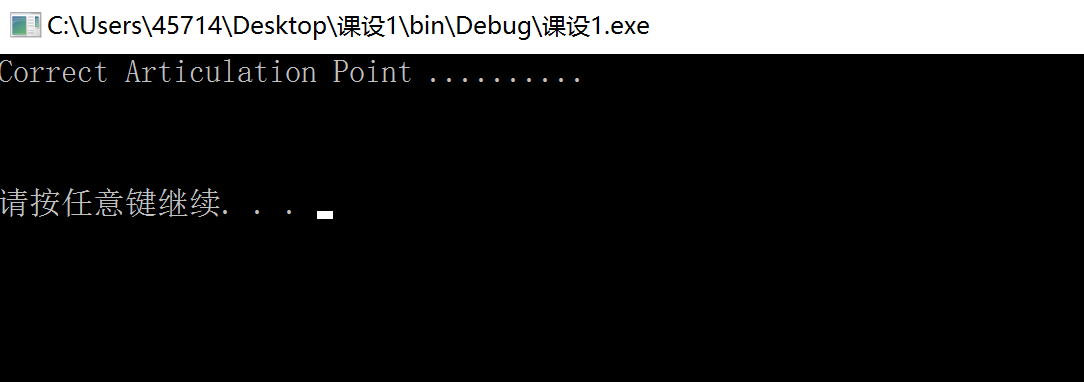 C:\Users\45714\Desktop\课设1\bin\Debug\课设1.exe
Correct Articulation Point ..........
请按任意键继续. . .